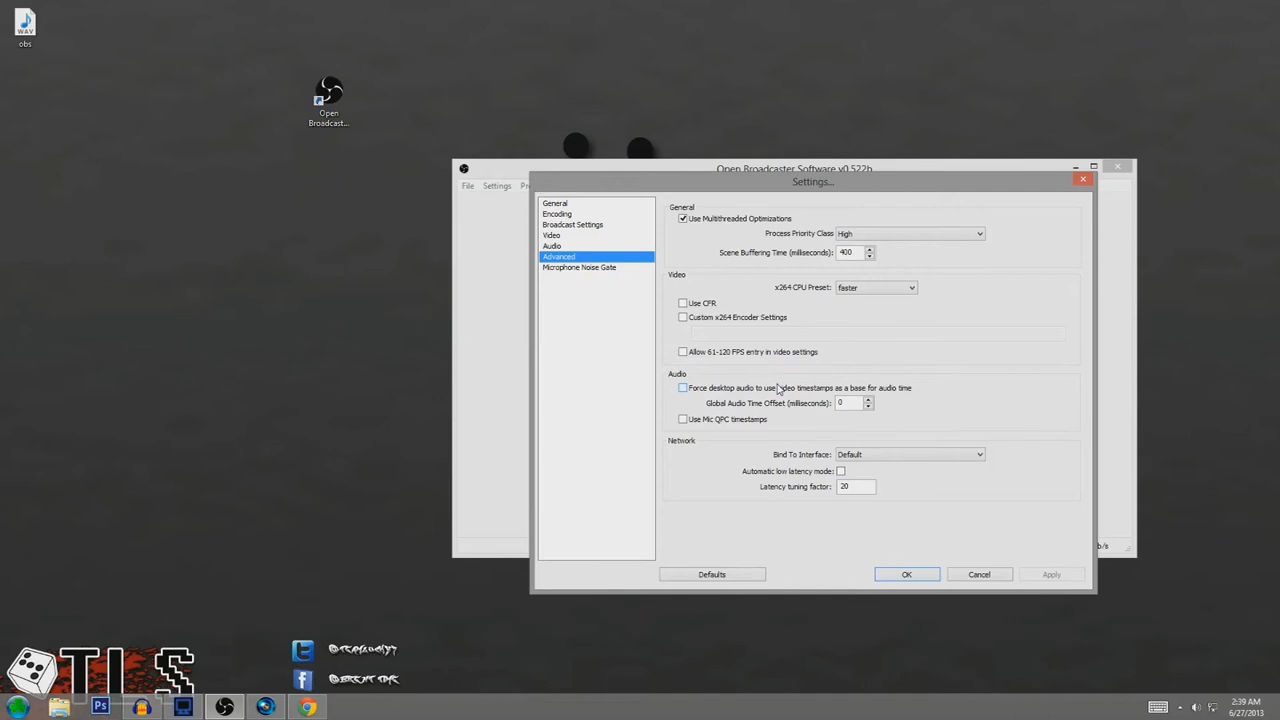 WAV
obs
Open
Broadcast...
Open Broadcaster Software v0.522b
File
Settings
Settings...
General
Encoding
Broadcast Settings
Video
Audio
Advanced
Microphone Noise Gate
General
Use Multithreaded Optimizations
Process Priority Class
High
Scene Buffering Time (milliseconds):
400
Video
x264 CPU Preset:
faster
Use CFR
Custom x264 Encoder Settings
Allow 61-120 FPS entry in video settings
Audio
Force desktop audio to use video timestamps as a base for audio time
Global Audio Time Offset (milliseconds):
0
Use Mic QPC timestamps
Network
Bind To Interface:
Default
Automatic low latency mode:
Latency tuning factor:
20
b/s
Defaults
OK
Cancel
Apply
TLS
Ps
2:39 AM
6/27/2013